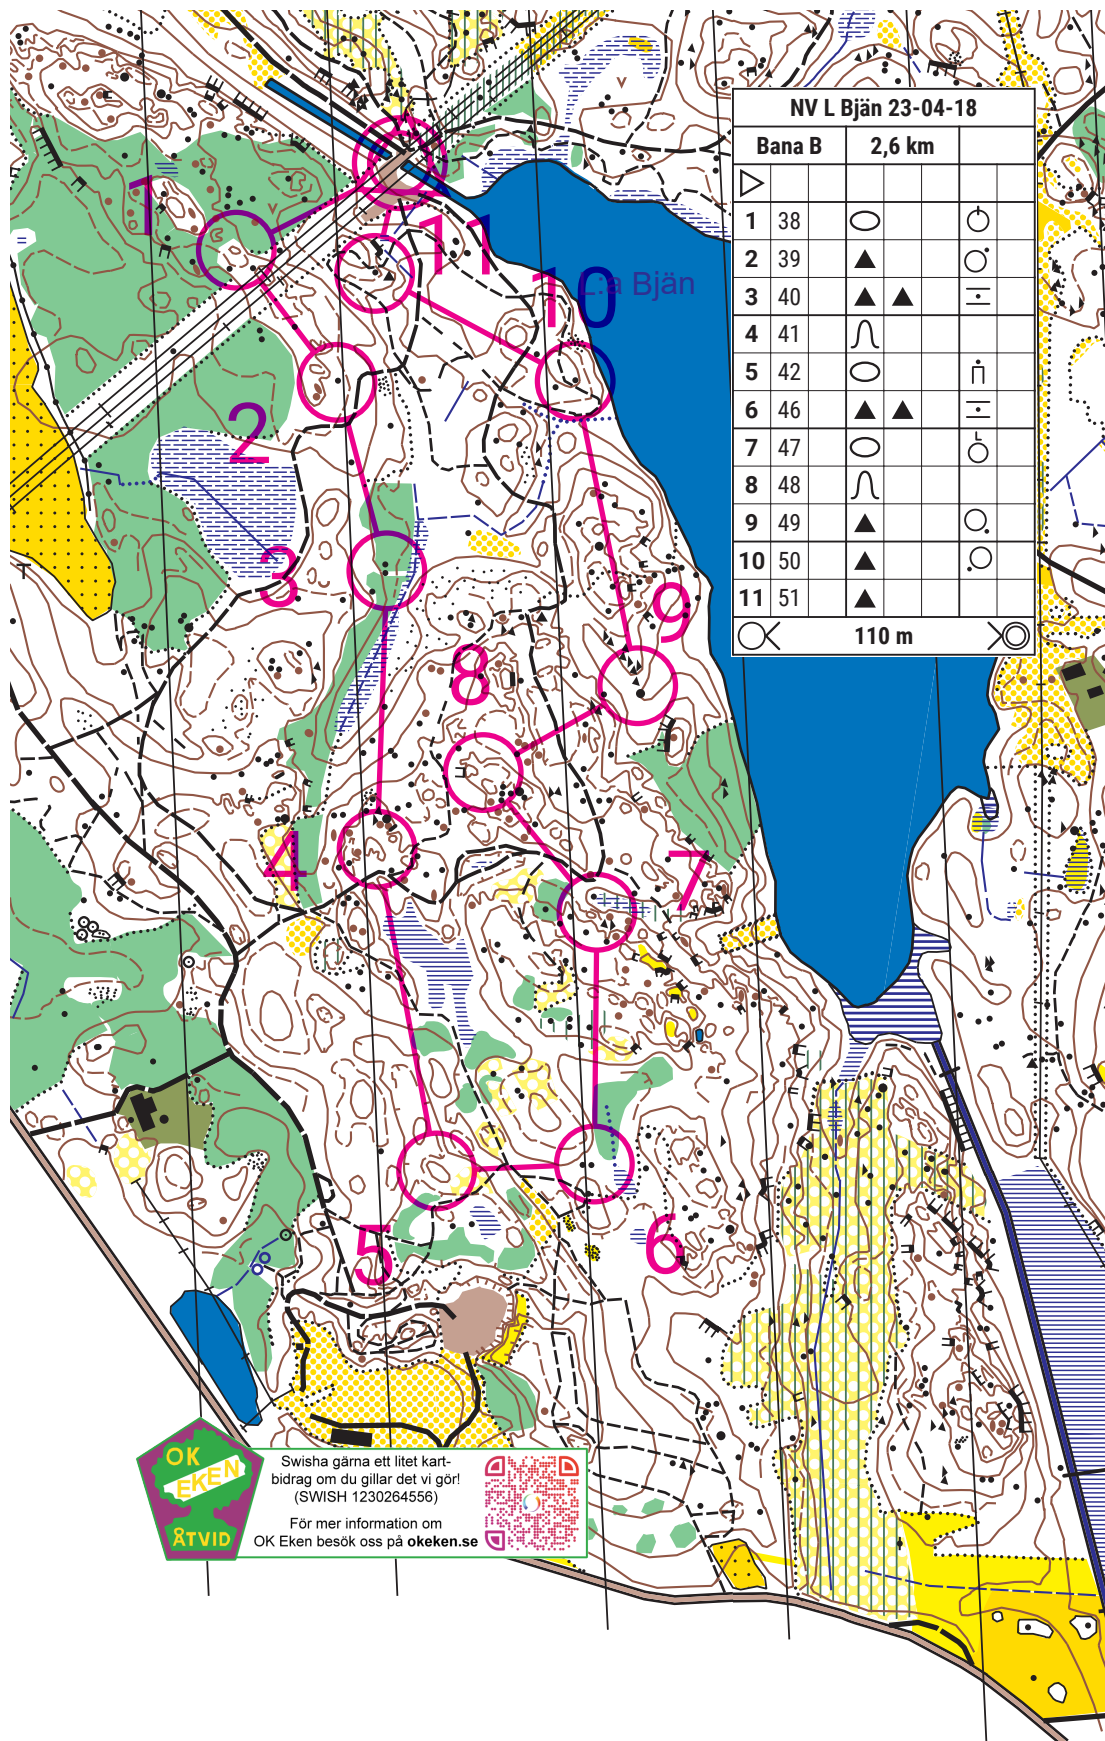 NV L Bjän 23-04-18
Bana B 2,6 km
1 38
2 39
3 40
4 41
5 42
6 46
7 47
8 48
9 49
10 50
11 51
110 m
1
11
10
L:a Bjän
2
3
9
8
4
7
5
6
OK
EKEN
ÅTVID
Swisha gärna ett litet kart-
bidrag om du gillar det vi gör!
(SWISH 1230264556)
För mer information om
OK Eken besök oss på okeken.se